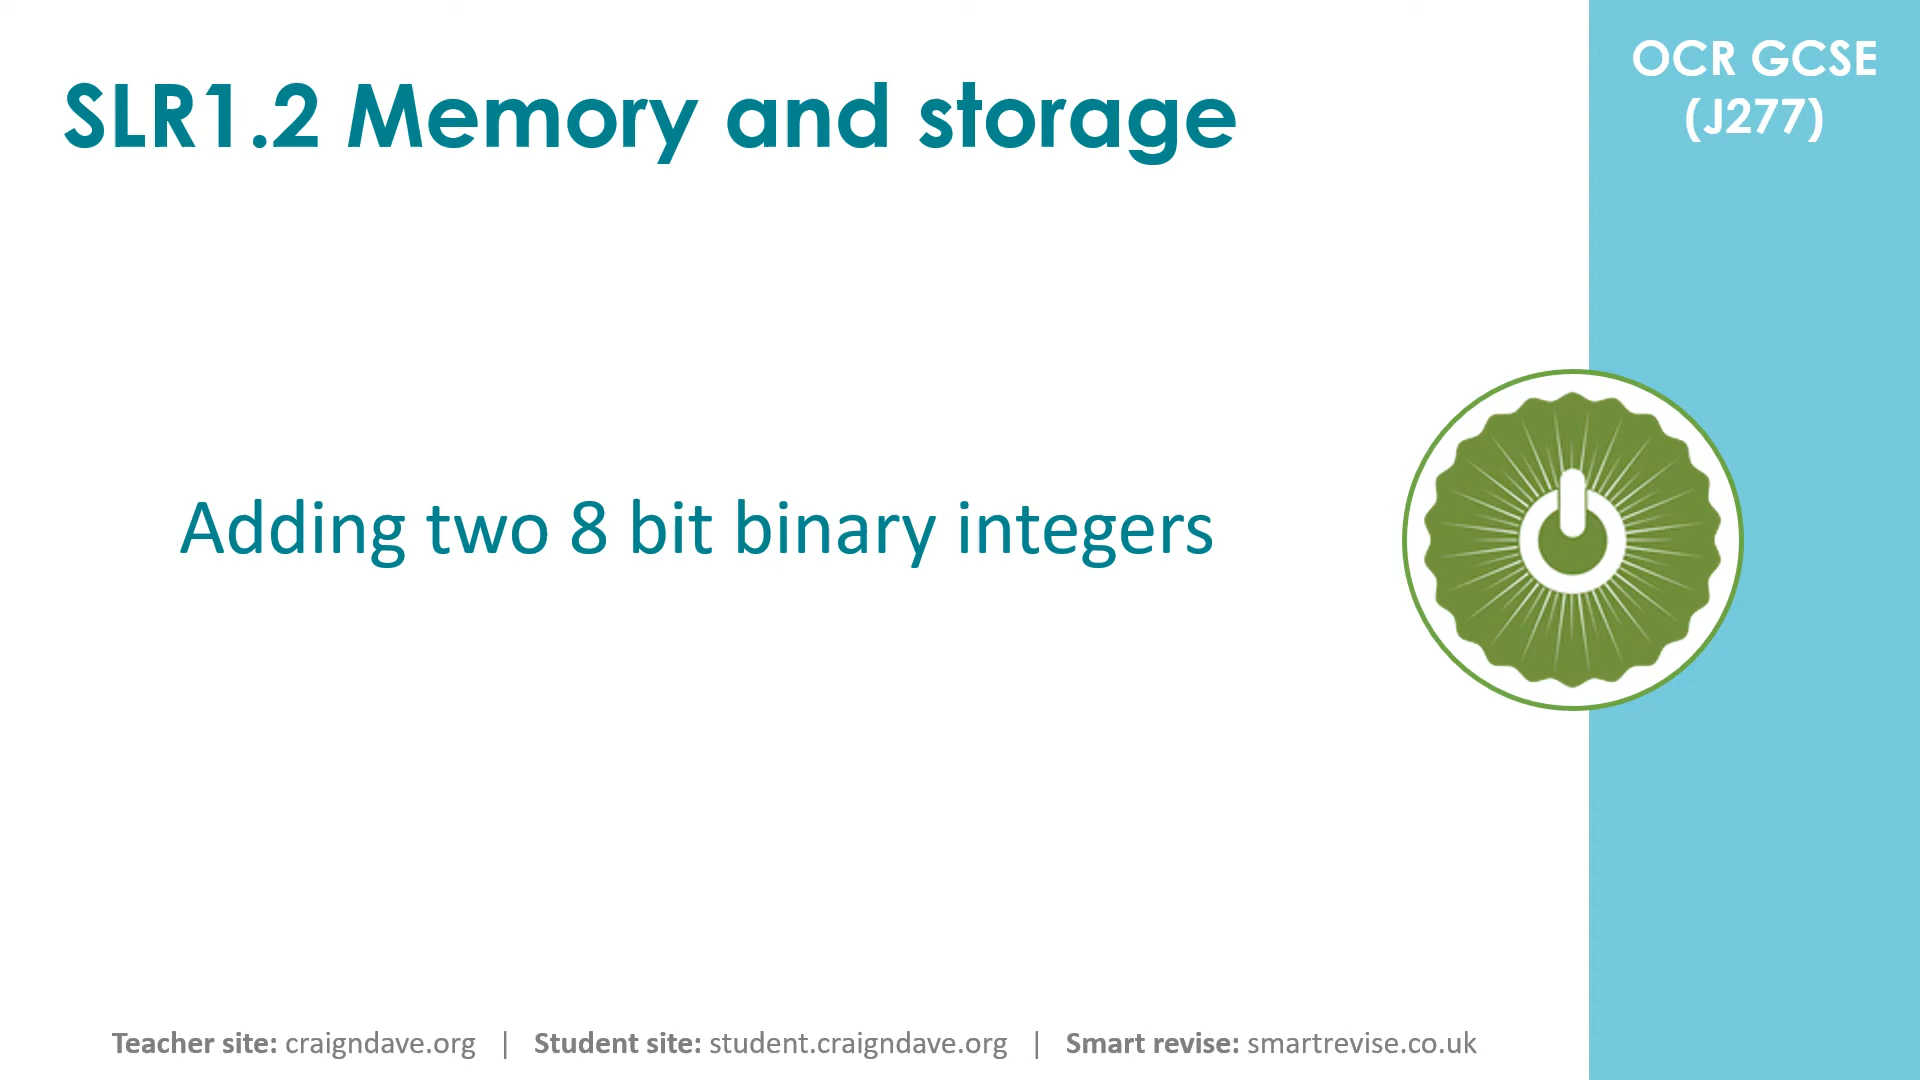 SLR1.2 Memory and storage
OCR GCSE
(J277)
Adding two 8 bit binary integers
Teacher site: craigndave.org | Student site: student.craigndave.org | Smart revise: smartrevise.co.uk